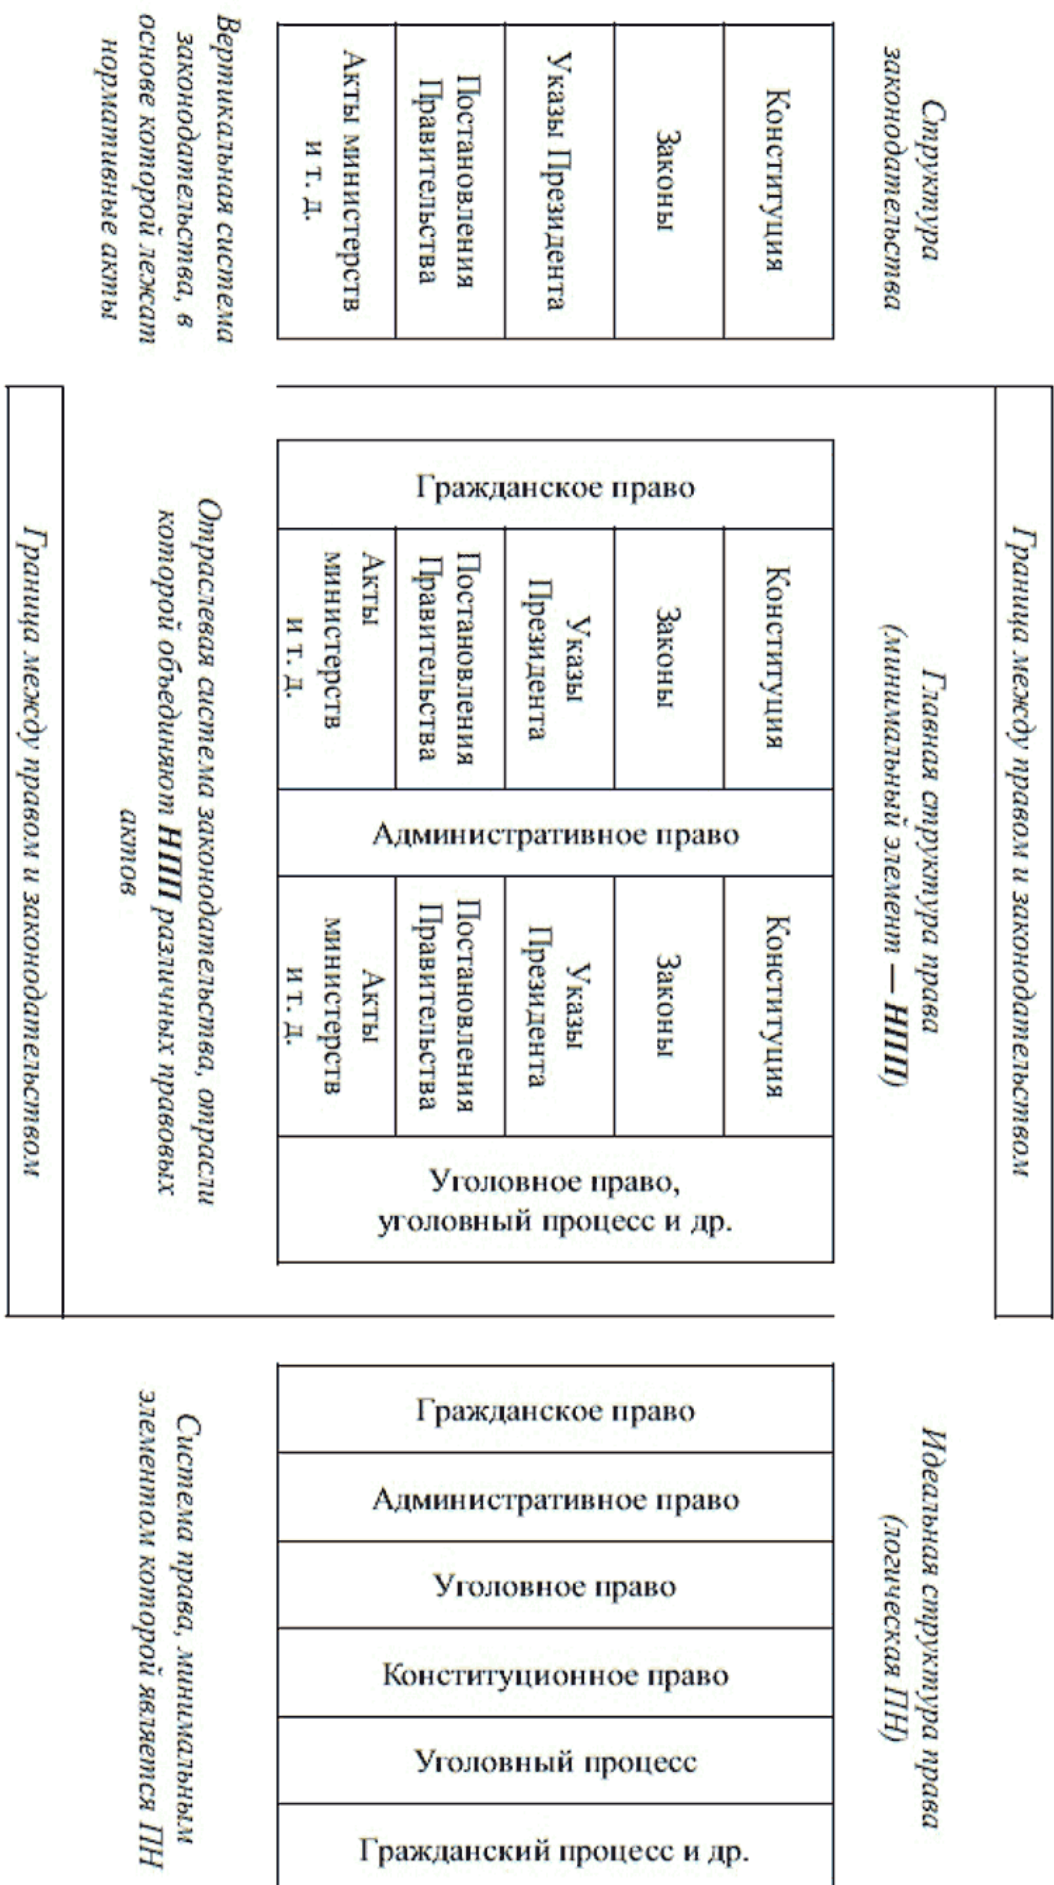 Структура
законодательства
Конституция
Законы
Указы Президента
Постановления
Правительства
Акты министерств
и т. д.
Вертикальная система
законодательства, в
основе которой лежат
нормативные акты
Граница между правом и законодательством
Главная структура права
(минимальный элемент — НПП)
Гражданское право
Конституция
Законы
Указы
Президента
Постановления
Правительства
Акты
министерств
и т. д.
Административное право
Конституция
Законы
Указы
Президента
Постановления
Правительства
Акты
министерств
и т. д.
Уголовное право,
уголовный процесс и др.
Отраслевая система законодательства, отрасли
которой объединяют НПП различных правовых
актов
Граница между правом и законодательством
Идеальная структура права
(логическая ПН)
Гражданское право
Административное право
Уголовное право
Конституционное право
Уголовный процесс
Гражданский процесс и др.
Система права, минимальным
элементом которой является ПН